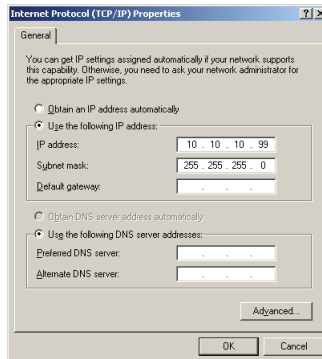 Internet Protocol (TCP/IP) Properties
General
You can get IP settings assigned automatically if your network supports
this capability. Otherwise, you need to ask your network administrator for
the appropriate IP settings.
Obtain an IP address automatically
Use the following IP address:
IP address: 10 . 10 . 10 . 99
Subnet mask: 255 . 255 . 255 . 0
Default gateway: . . .
Obtain DNS server address automatically
Use the following DNS server addresses:
Preferred DNS server: . . .
Alternate DNS server: . . .
Advanced...
OK Cancel